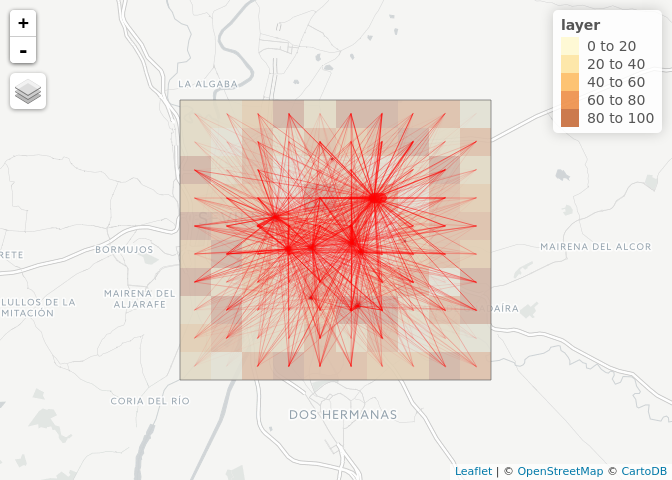 +
-
layer
0 to 20
20 to 40
40 to 60
60 to 80
80 to 100
LA ALGABA
BORMUJOS
RETE
MAIRENA DEL
ALJARAFE
LULLOS DE LA
MITACIÓN
MAIRENA DEL ALCOR
DAÍRA
CORIA DEL RÍO
DOS HERMANAS
Leaflet | © OpenStreetMap © CartoDB